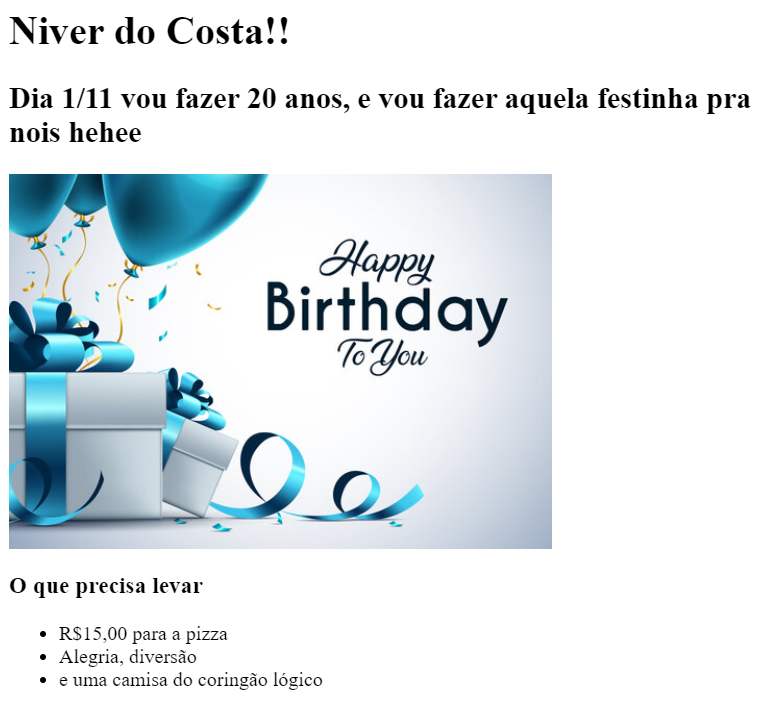 Niver do Costa!!
Dia 1/11 vou fazer 20 anos, e vou fazer aquela festinha pra
nois hehee
Happy
Birthday
To You
O que precisa levar
R$15,00 para a pizza
Alegria, diversão
e uma camisa do coringão lógico